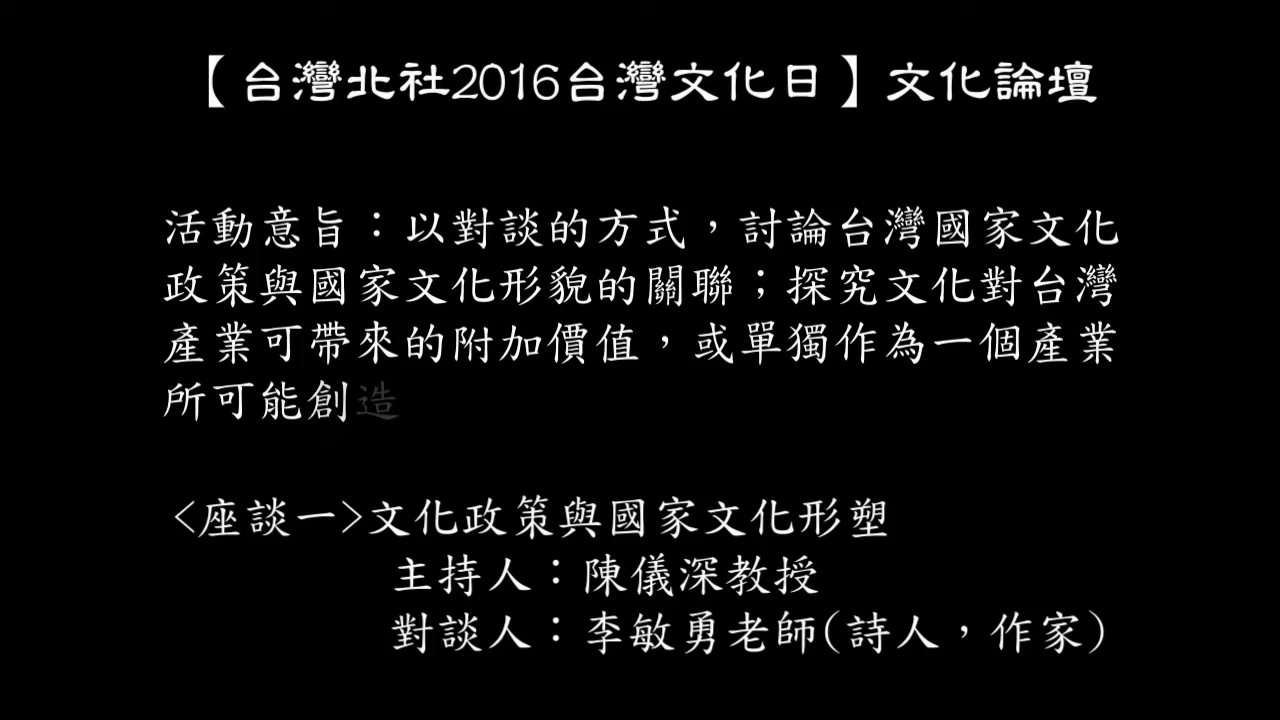 【台灣北社2016台灣文化日】文化論壇
活動意旨：以對談的方式，討論台灣國家文化
政策與國家文化形貌的關聯；探究文化對台灣
產業可帶來的附加價值，或單獨作為一個產業
所可能創造
<座談一>文化政策與國家文化形塑
主持人：陳儀深教授
對談人：李敏勇老師(詩人，作家)